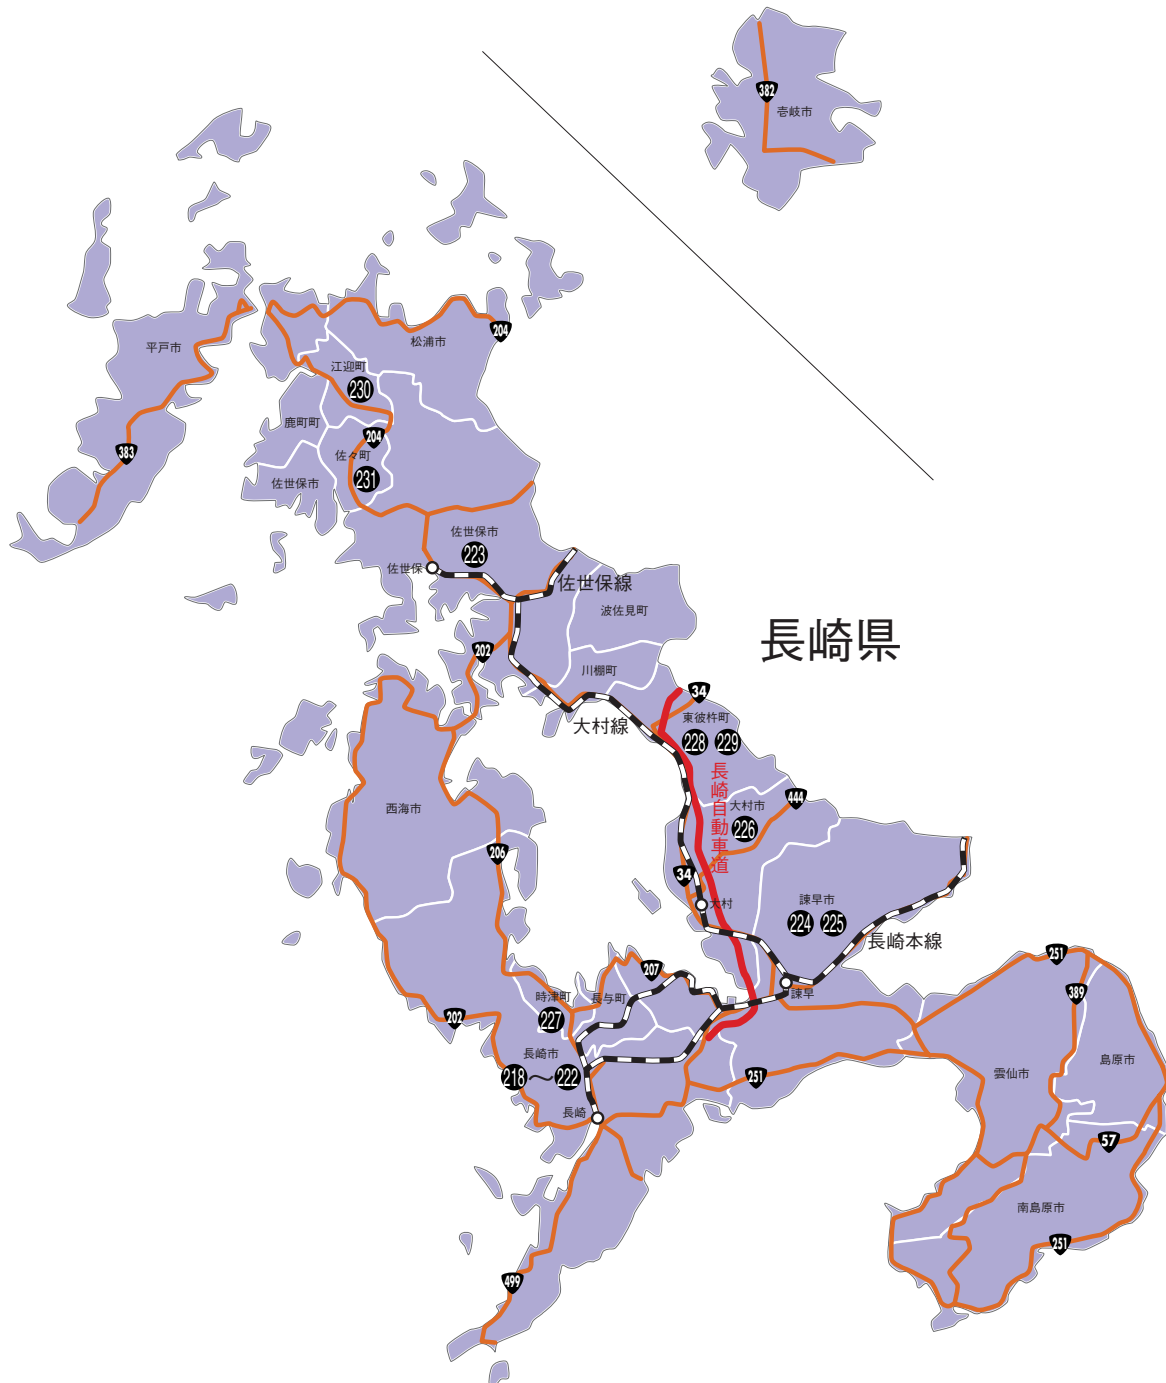 382
壱岐市
204
松浦市
平戸市
江迎町
230
鹿町町
204
佐々町
383
231
佐世保市
佐世保市
223
佐世保
佐世保線
波佐見町
長崎県
202
川棚町
34
東彼杵町
大村線
228 229
長崎自動車道
444
大村市
西海市
226
206
34
諫早市
大村
224 225
長崎本線
251
207
389
諫早
時津町
長与町
202
227
長崎市
島原市
218〜222
251
雲仙市
長崎
57
南島原市
251
499